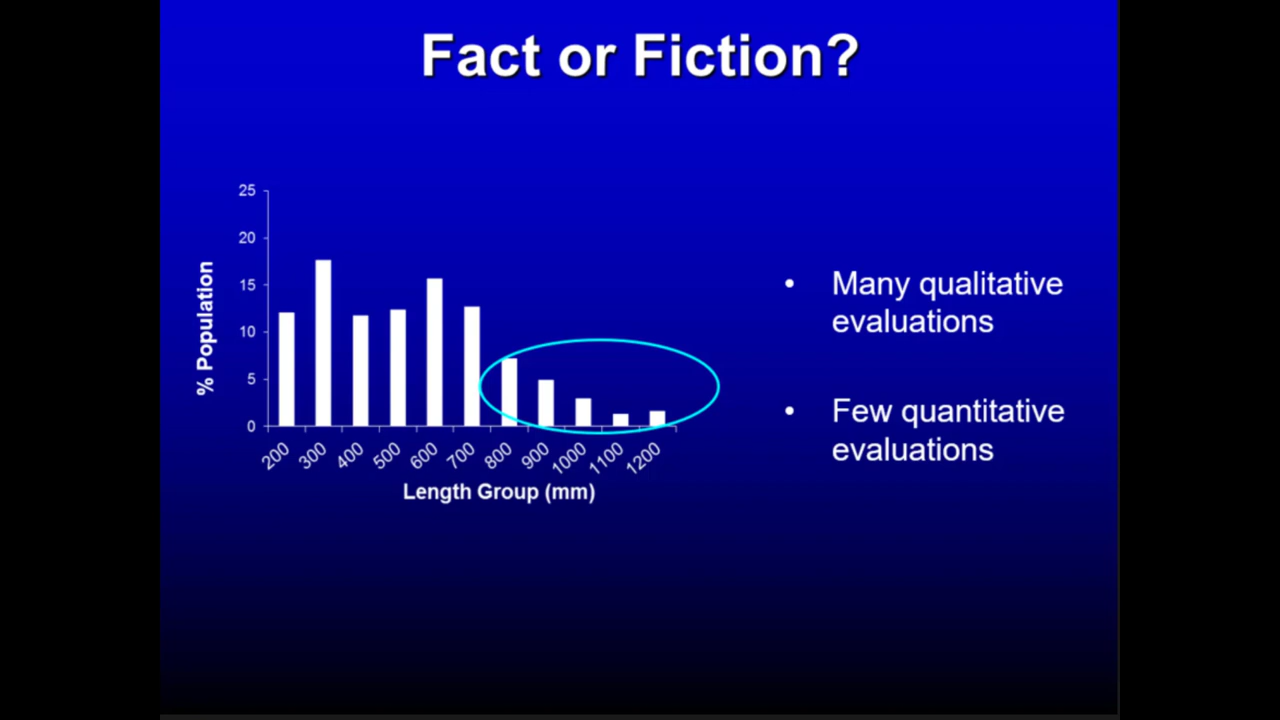 Fact or Fiction?
25
20
15
10
5
0
% Population
200 300 400 500 600 700 800 900 1000 1100 1200
Length Group (mm)
• Many qualitative
evaluations
• Few quantitative
evaluations